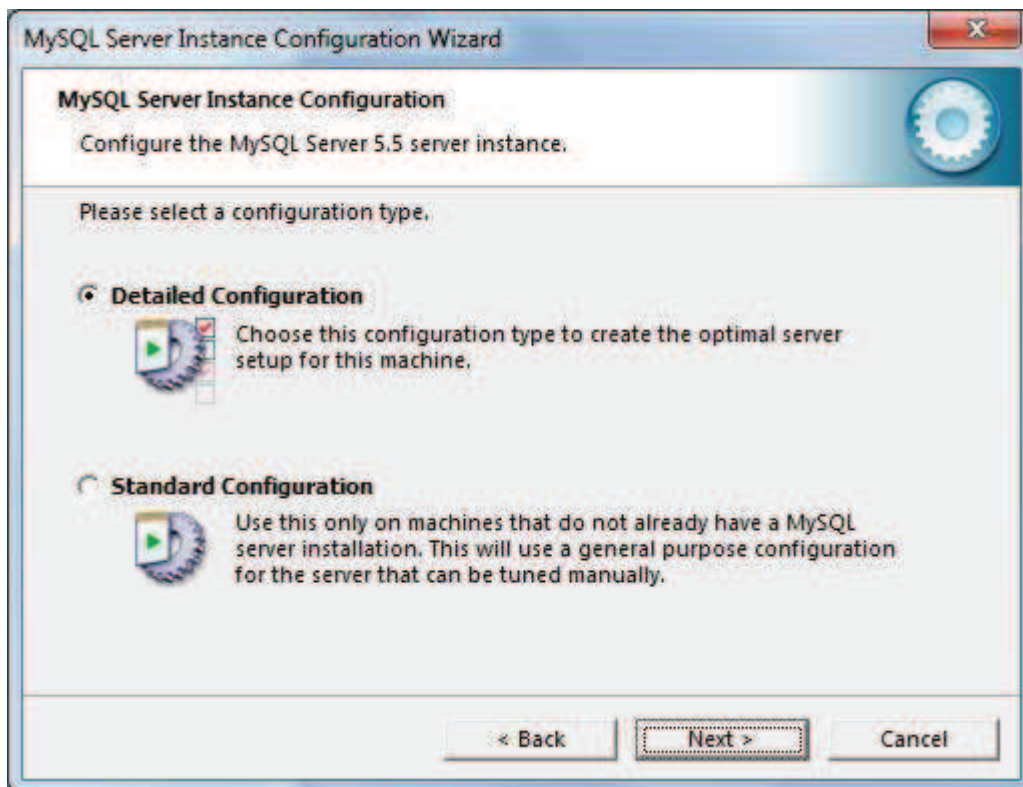 MySQL Server Instance Configuration Wizard
MySQL Server Instance Configuration
Configure the MySQL Server 5.5 server instance.
Please select a configuration type.
Detailed Configuration
Choose this configuration type to create the optimal server
setup for this machine.
Standard Configuration
Use this only on machines that do not already have a MySQL
server installation. This will use a general purpose configuration
for the server that can be tuned manually.
< Back
Next >
Cancel